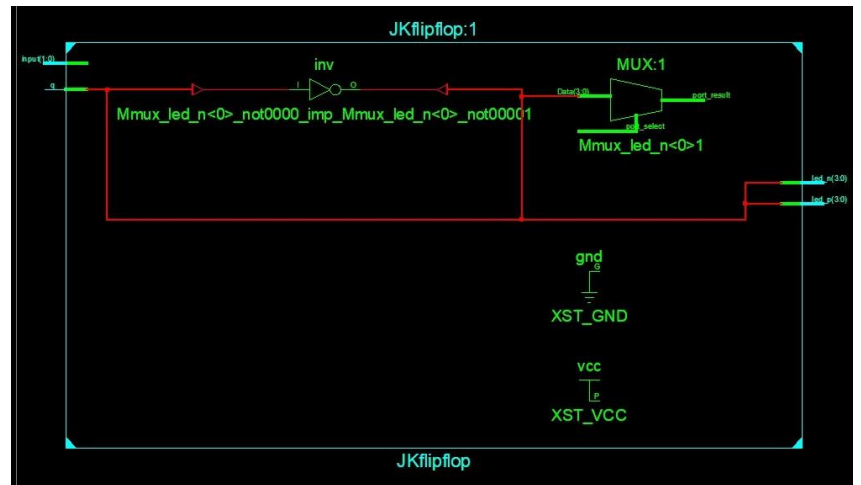 JKflipflop:1
input(1:0)
inv
MUX:1
q
I
O
Data(3:0)
port_result
Mmux_led_n<0>_not0000_imp_Mmux_led_n<0>_not00001
port_select
Mmux_led_n<0>1
led_n(3:0)
led_p(3:0)
gnd
G
XST_GND
vcc
P
XST_VCC
JKflipflop